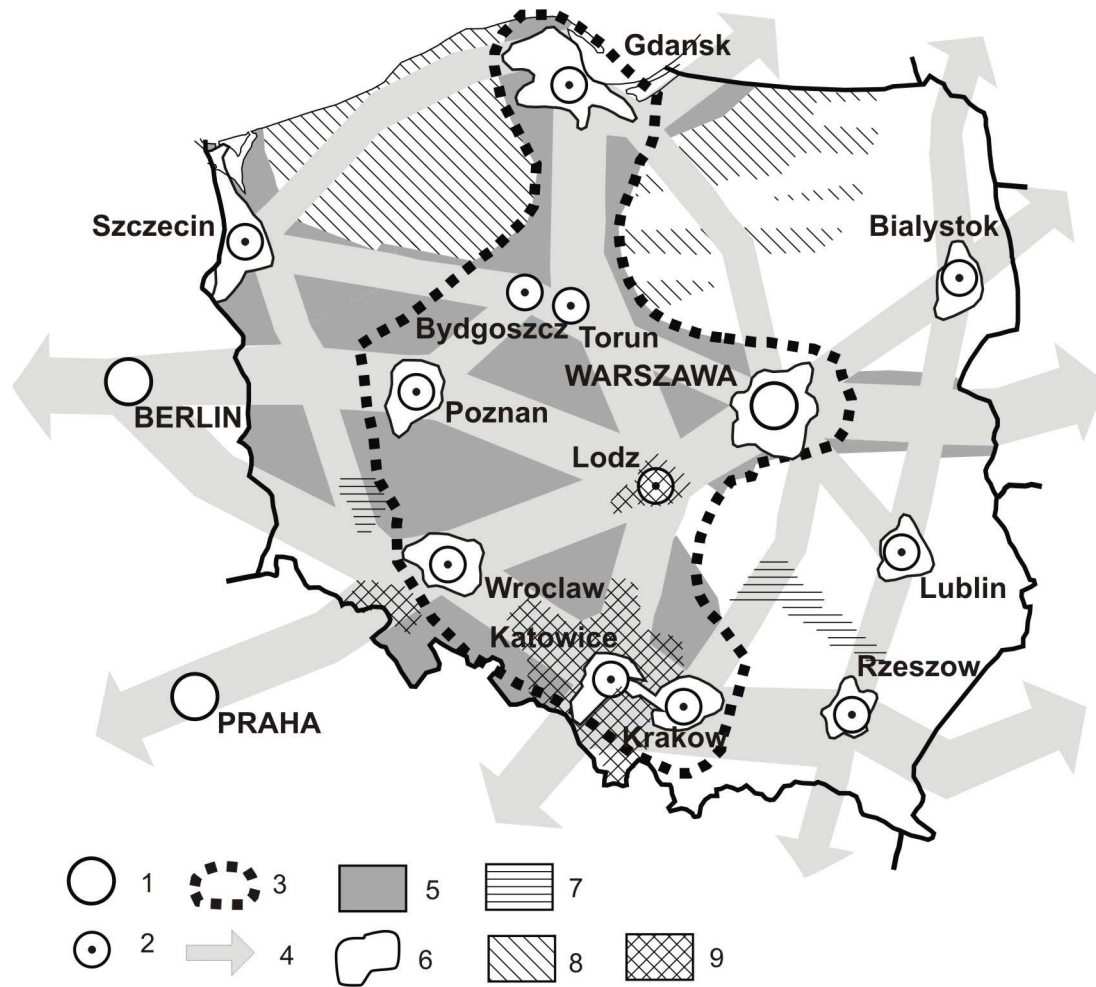 Gdansk
Szczecin
Bialystok
Bydgoszcz
Torun
WARSZAWA
BERLIN
Poznan
Lodz
Wroclaw
Lublin
Katowice
Rzeszow
PRAHA
Krakow
1 3 5 7
2 4 6 8 9